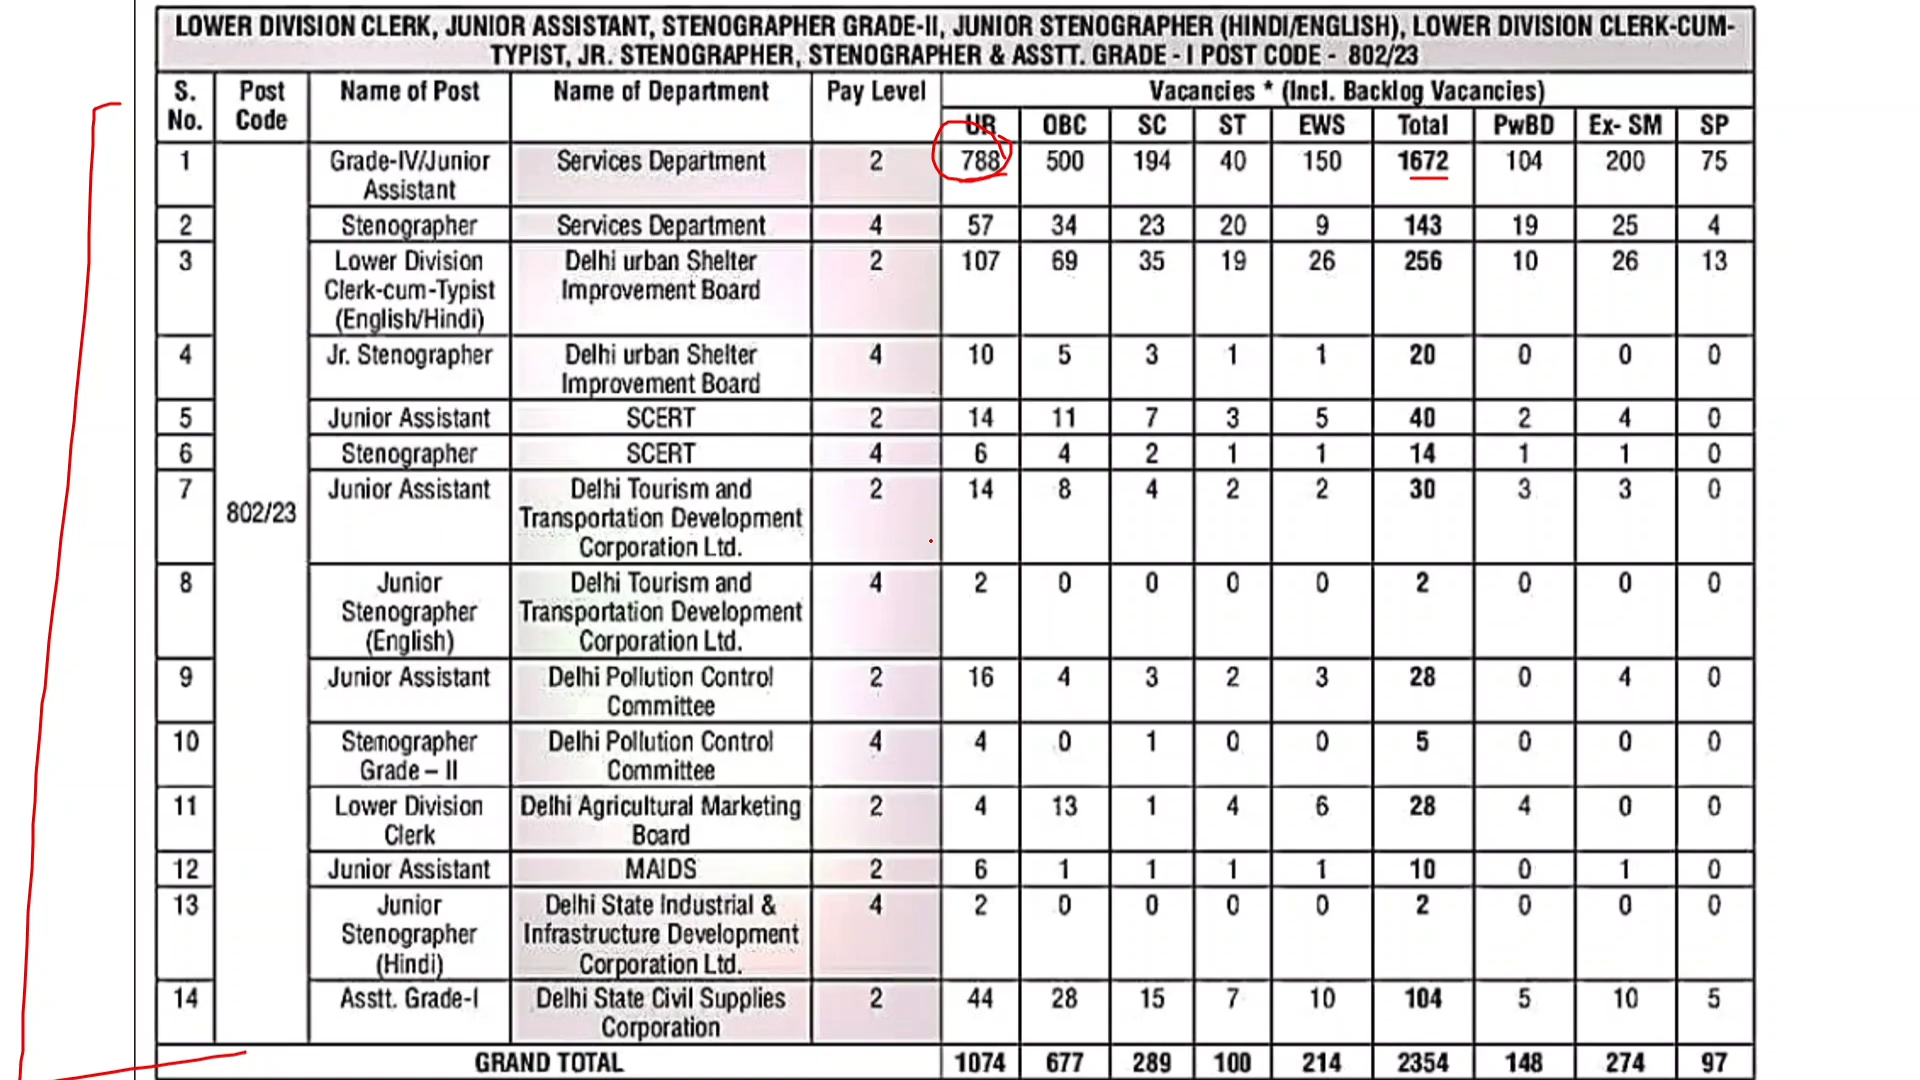 LOWER DIVISION CLERK, JUNIOR ASSISTANT, STENOGRAPHER GRADE-II, JUNIOR STENOGRAPHER (HINDI/ENGLISH), LOWER DIVISION CLERK-CUM-
TYPIST, JR. STENOGRAPHER, STENOGRAPHER & ASSTT. GRADE - I POST CODE - 802/23
S. No. Post Code Name of Post Name of Department Pay Level Vacancies * (Incl. Backlog Vacancies)
UR OBC SC ST EWS Total PwBD Ex- SM SP
802/23
1 Grade-IV/Junior Assistant Services Department 2 788 500 194 40 150 1672 104 200 75
2 Stenographer Services Department 4 57 34 23 20 9 143 19 25 4
3 Lower Division Clerk-cum-Typist (English/Hindi) Delhi urban Shelter Improvement Board 2 107 69 35 19 26 256 10 26 13
4 Jr. Stenographer Delhi urban Shelter Improvement Board 4 10 5 3 1 1 20 0 0 0
5 Junior Assistant SCERT 2 14 11 7 3 5 40 2 4 0
6 Stenographer SCERT 4 6 4 2 1 1 14 1 1 0
7 Junior Assistant Delhi Tourism and Transportation Development Corporation Ltd. 2 14 8 4 2 2 30 3 3 0
8 Junior Stenographer (English) Delhi Tourism and Transportation Development Corporation Ltd. 4 2 0 0 0 0 2 0 0 0
9 Junior Assistant Delhi Pollution Control Committee 2 16 4 3 2 3 28 0 4 0
10 Stemographer Grade – II Delhi Pollution Control Committee 4 4 0 1 0 0 5 0 0 0
11 Lower Division Clerk Delhi Agricultural Marketing Board 2 4 13 1 4 6 28 4 0 0
12 Junior Assistant MAIDS 2 6 1 1 1 1 10 0 1 0
13 Junior Stenographer (Hindi) Delhi State Industrial & Infrastructure Development Corporation Ltd. 4 2 0 0 0 0 2 0 0 0
14 Asstt. Grade-I Delhi State Civil Supplies Corporation 2 44 28 15 7 10 104 5 10 5
GRAND TOTAL 1074 677 289 100 214 2354 148 274 97